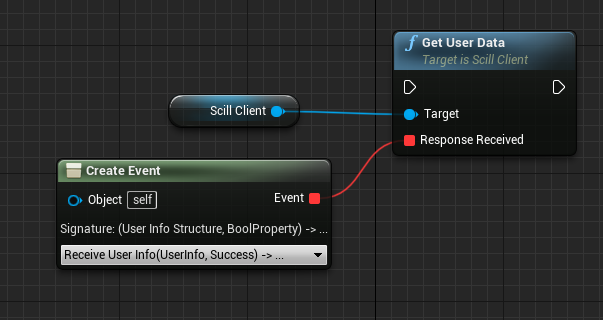 f Get User Data
Target is Scill Client
Scill Client
Target
Response Received
Create Event
Object self
Event
Signature: (User Info Structure, BoolProperty) -> ...
Receive User Info(UserInfo, Success) -> ...